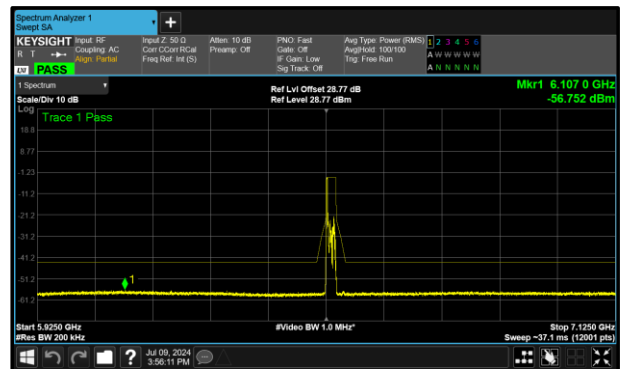 Spectrum Analyzer 1
Swept SA
+
KEYSIGHT Input: RF
R T Coupling: AC
Align: Partial
LXI PASS
Input Z: 50 Ω
Corr CCorr RCal
Freq Ref: Int (S)
Atten: 10 dB
Preamp: Off
PNO: Fast
Gate: Off
IF Gain: Low
Sig Track: Off
Avg Type: Power (RMS)
Avg|Hold: 100/100
Trig: Free Run
1 2 3 4 5 6
A W W W W W
A N N N N N
1 Spectrum
Scale/Div 10 dB
Ref Lvl Offset 28.77 dB
Ref Level 28.77 dBm
Mkr1 6.107 0 GHz
-56.752 dBm
Log
Trace 1 Pass
18.8
8.77
-1.23
-11.2
-21.2
-31.2
-41.2
-51.2
-61.2
1
Start 5.9250 GHz
#Res BW 200 kHz
#Video BW 1.0 MHz*
Stop 7.1250 GHz
Sweep ~37.1 ms (12001 pts)
?
Jul 09, 2024
3:56:11 PM